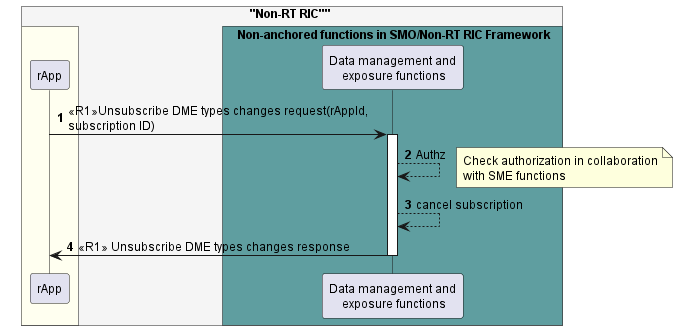 "Non-RT RIC""
Non-anchored functions in SMO/Non-RT RIC Framework
rApp
Data management and
exposure functions
1 «R1»Unsubscribe DME types changes request(rAppId,
subscription ID)
2 Authz
Check authorization in collaboration
with SME functions
3 cancel subscription
4 «R1» Unsubscribe DME types changes response
rApp
Data management and
exposure functions